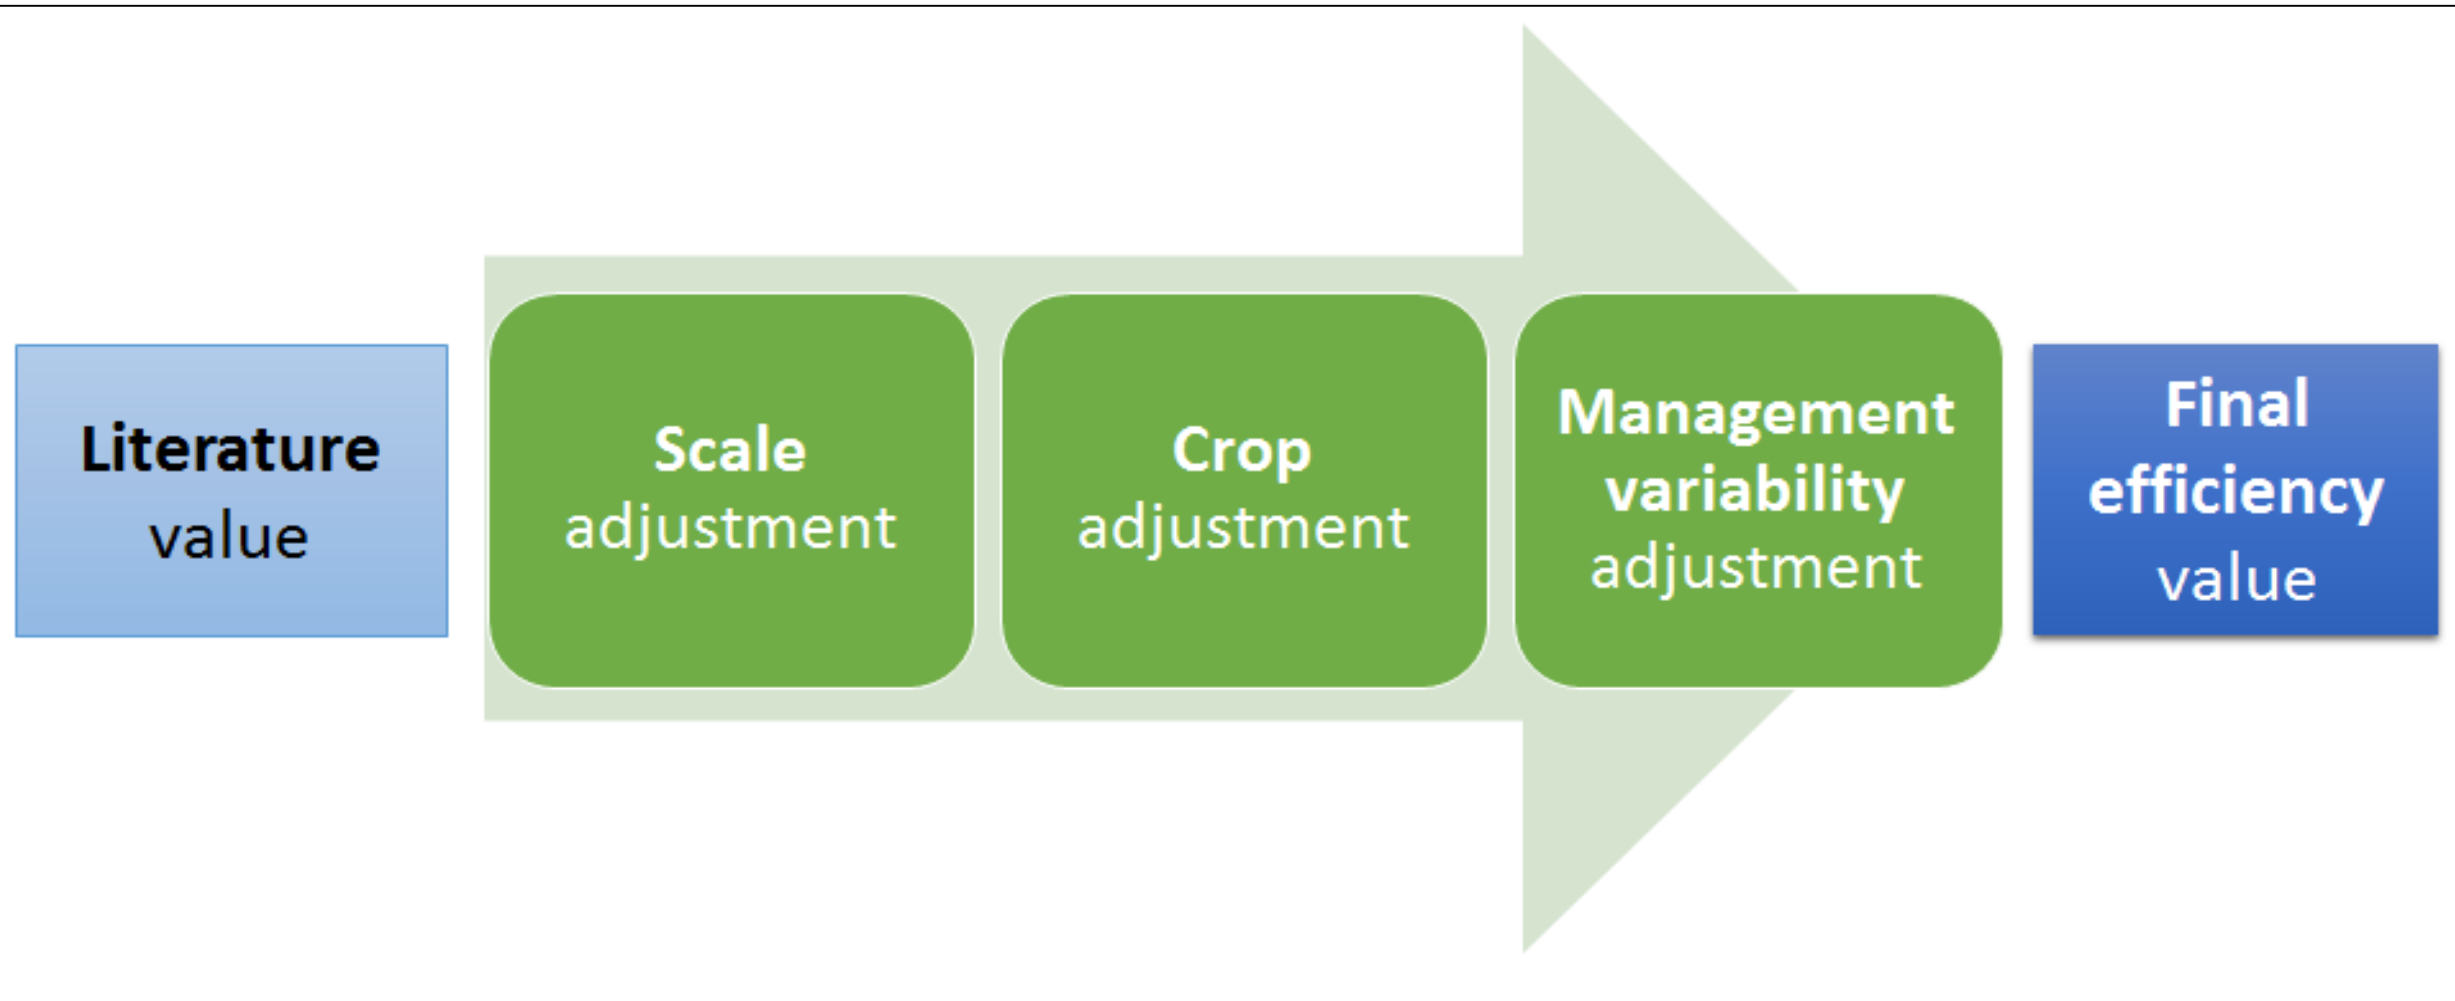 Literature
value
Scale
adjustment
Crop
adjustment
Management
variability
adjustment
Final
efficiency
value